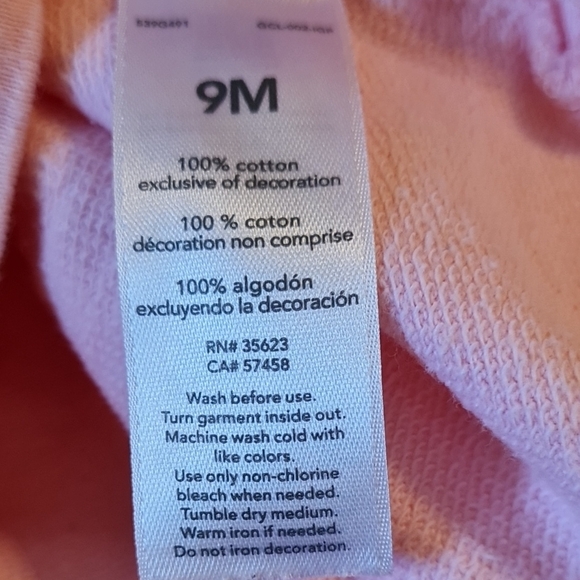 9M
100% cotton
exclusive of decoration
100 % coton
décoration non comprise
100% algodón
excluyendo la decoración
RN# 35623
CA# 57458
Wash before use.
Turn garment inside out.
Machine wash cold with
like colors.
Use only non-chlorine
bleach when needed.
Tumble dry medium.
Warm iron if needed.
Do not iron decoration.